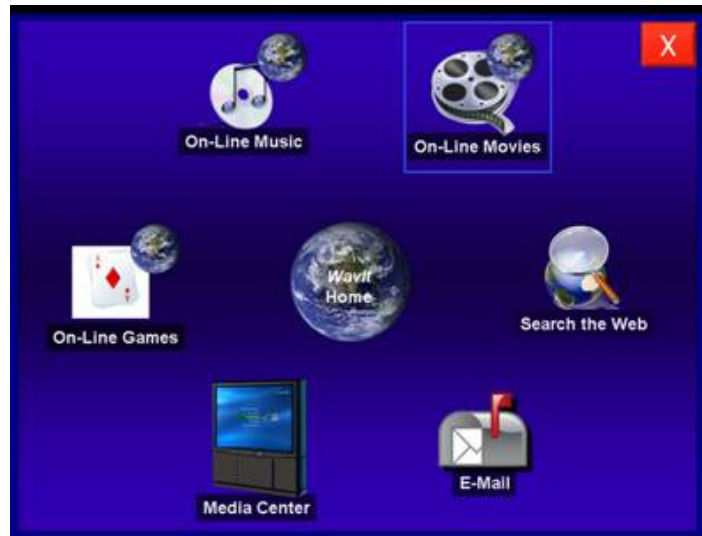 X
On-Line Music
On-Line Movies
WavIt
Home
On-Line Games
Search the Web
Media Center
E-Mail